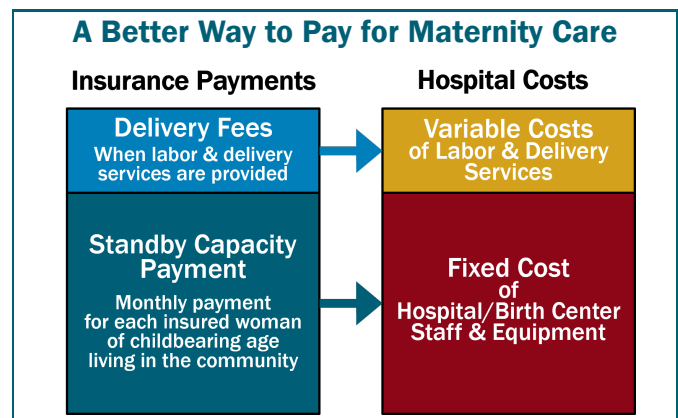 A Better Way to Pay for Maternity Care
Insurance Payments
Hospital Costs
Delivery Fees
When labor & delivery
services are provided
Variable Costs
of Labor & Delivery
Services
Standby Capacity
Payment
Monthly payment
for each insured woman
of childbearing age
living in the community
Fixed Cost
of
Hospital/Birth Center
Staff & Equipment